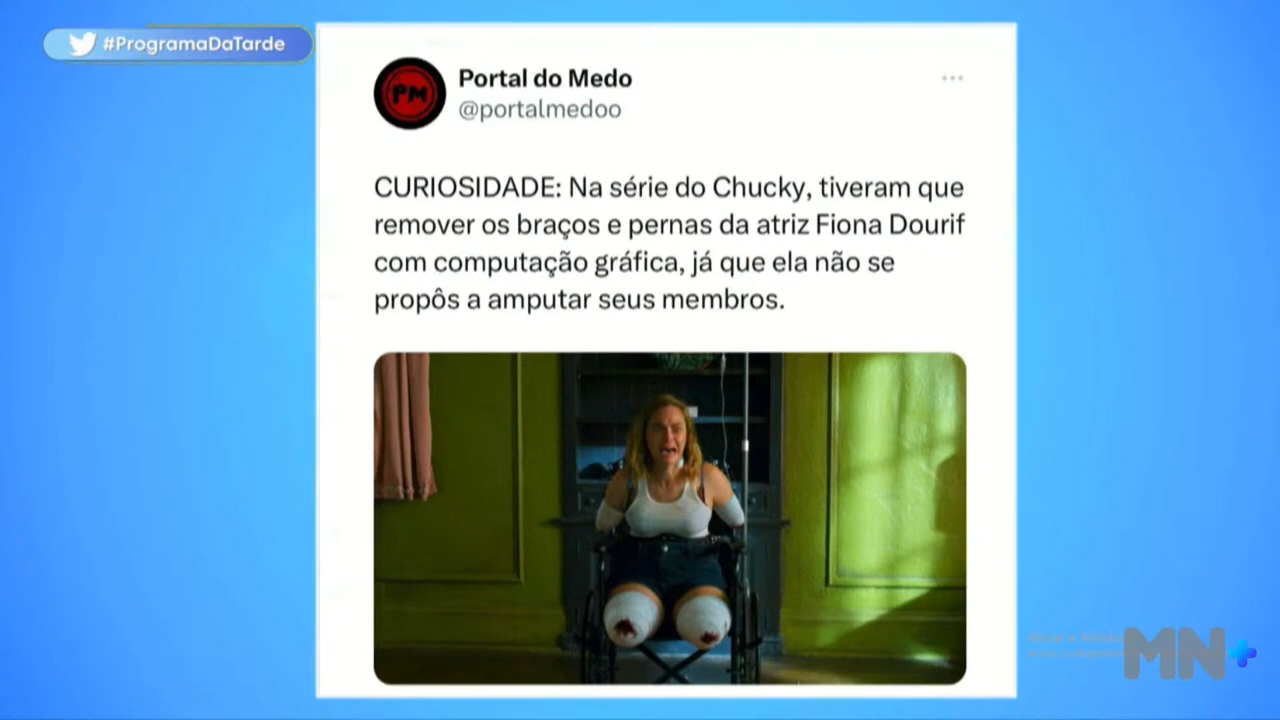 #ProgramaDaTarde
PM
Portal do Medo
@portalmedoo
CURIOSIDADE: Na série do Chucky, tiveram que
remover os braços e pernas da atriz Fiona Dourif
com computação gráfica, já que ela não se
propôs a amputar seus membros.
MN+